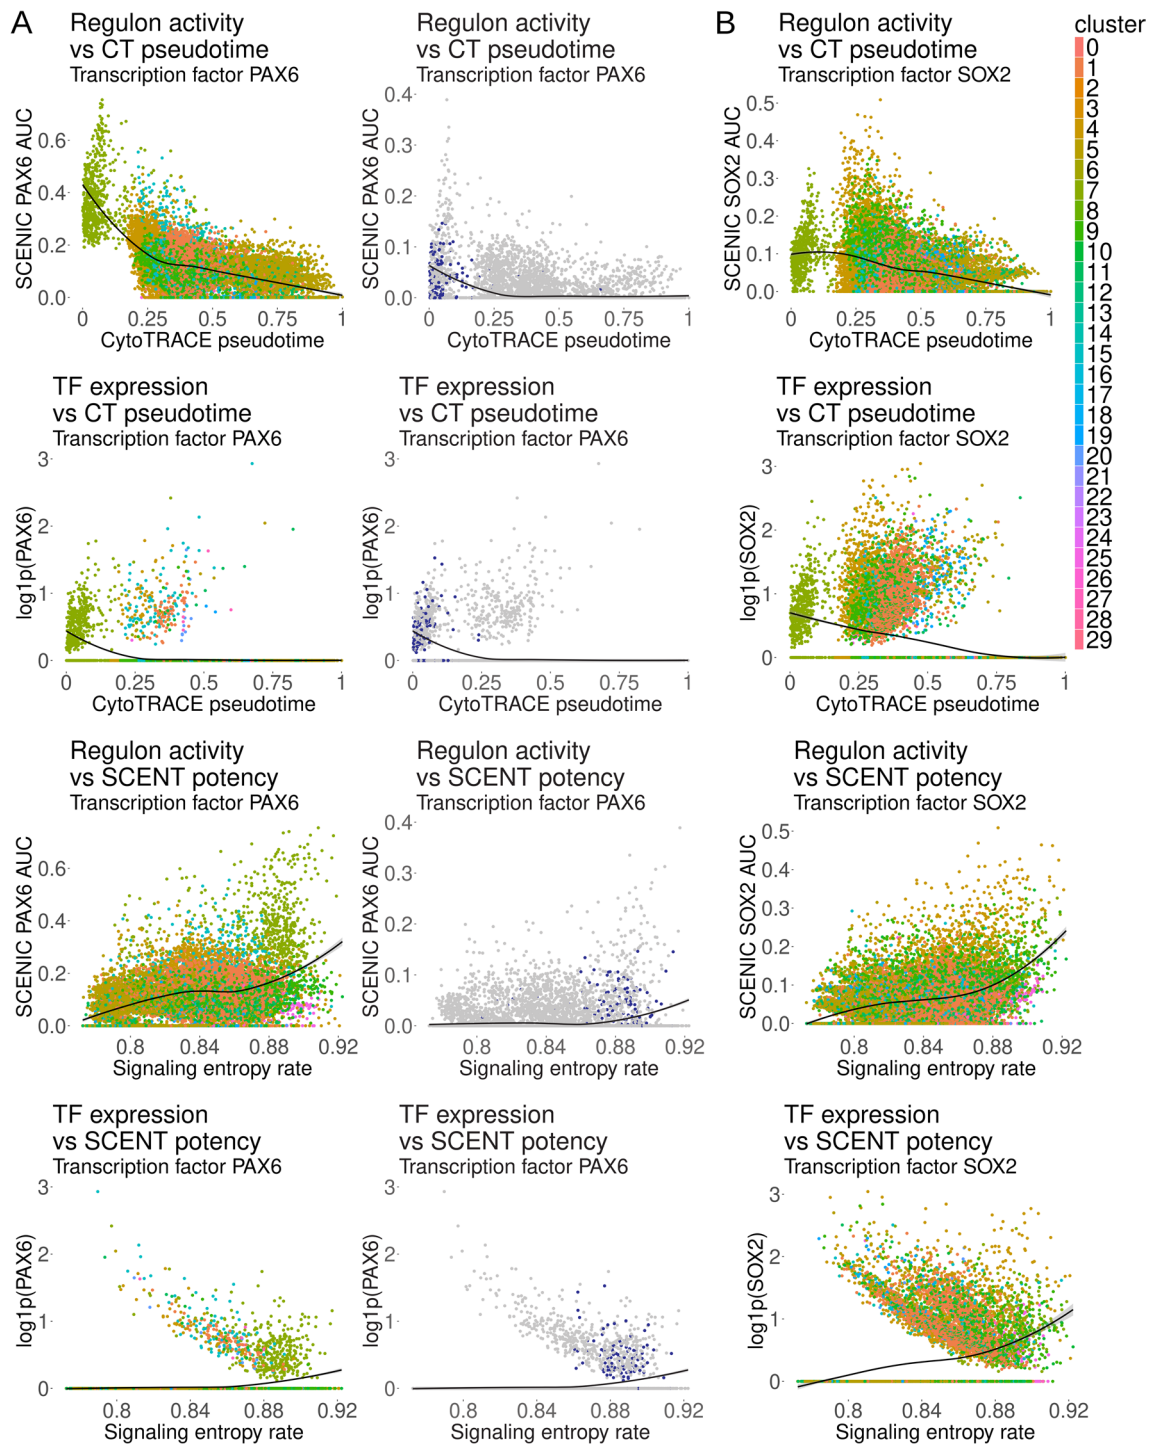 A
Regulon activity
vs CT pseudotime
Transcription factor PAX6
SCENIC PAX6 AUC
0.6
0.4
0.2
0.0
0
0.25
0.5
0.75
1
CytoTRACE pseudotime
Regulon activity
vs CT pseudotime
Transcription factor PAX6
SCENIC PAX6 AUC
0.4
0.3
0.2
0.1
0.0
0
0.25
0.5
0.75
1
CytoTRACE pseudotime
B
Regulon activity
vs CT pseudotime
Transcription factor SOX2
SCENIC SOX2 AUC
0.5
0.4
0.3
0.2
0.1
0.0
0
0.25
0.5
0.75
1
CytoTRACE pseudotime
cluster
0
1
2
3
4
5
6
7
8
9
10
11
12
13
14
15
16
17
18
19
20
21
22
23
24
25
26
27
28
29
TF expression
vs CT pseudotime
Transcription factor PAX6
log1p(PAX6)
3
2
1
0
0
0.25
0.5
0.75
1
CytoTRACE pseudotime
TF expression
vs CT pseudotime
Transcription factor PAX6
log1p(PAX6)
3
2
1
0
0
0.25
0.5
0.75
1
CytoTRACE pseudotime
TF expression
vs CT pseudotime
Transcription factor SOX2
log1p(SOX2)
3
2
1
0
0
0.25
0.5
0.75
1
CytoTRACE pseudotime
Regulon activity
vs SCENT potency
Transcription factor PAX6
SCENIC PAX6 AUC
0.6
0.4
0.2
0.0
0.8
0.84
0.88
0.92
Signaling entropy rate
Regulon activity
vs SCENT potency
Transcription factor PAX6
SCENIC PAX6 AUC
0.4
0.3
0.2
0.1
0.0
0.8
0.84
0.88
0.92
Signaling entropy rate
Regulon activity
vs SCENT potency
Transcription factor SOX2
SCENIC SOX2 AUC
0.5
0.4
0.3
0.2
0.1
0.0
0.8
0.84
0.88
0.92
Signaling entropy rate
TF expression
vs SCENT potency
Transcription factor PAX6
log1p(PAX6)
3
2
1
0
0.8
0.84
0.88
0.92
Signaling entropy rate
TF expression
vs SCENT potency
Transcription factor PAX6
log1p(PAX6)
3
2
1
0
0.8
0.84
0.88
0.92
Signaling entropy rate
TF expression
vs SCENT potency
Transcription factor SOX2
log1p(SOX2)
3
2
1
0
0.8
0.84
0.88
0.92
Signaling entropy rate